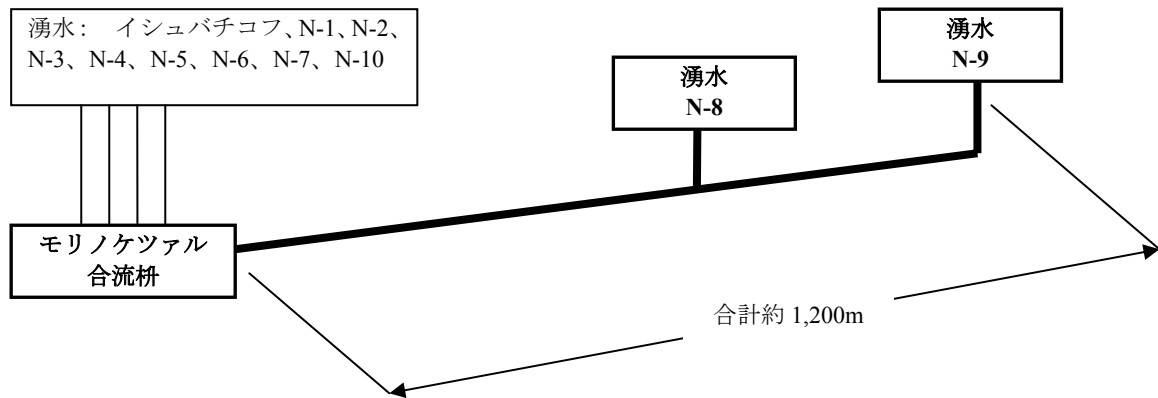 湧水： イシュバチコフ、N-1、N-2、
N-3、N-4、N-5、N-6、N-7、N-10
湧水
N-9
湧水
N-8
モリノケツァル
合流枡
合計約 1,200m